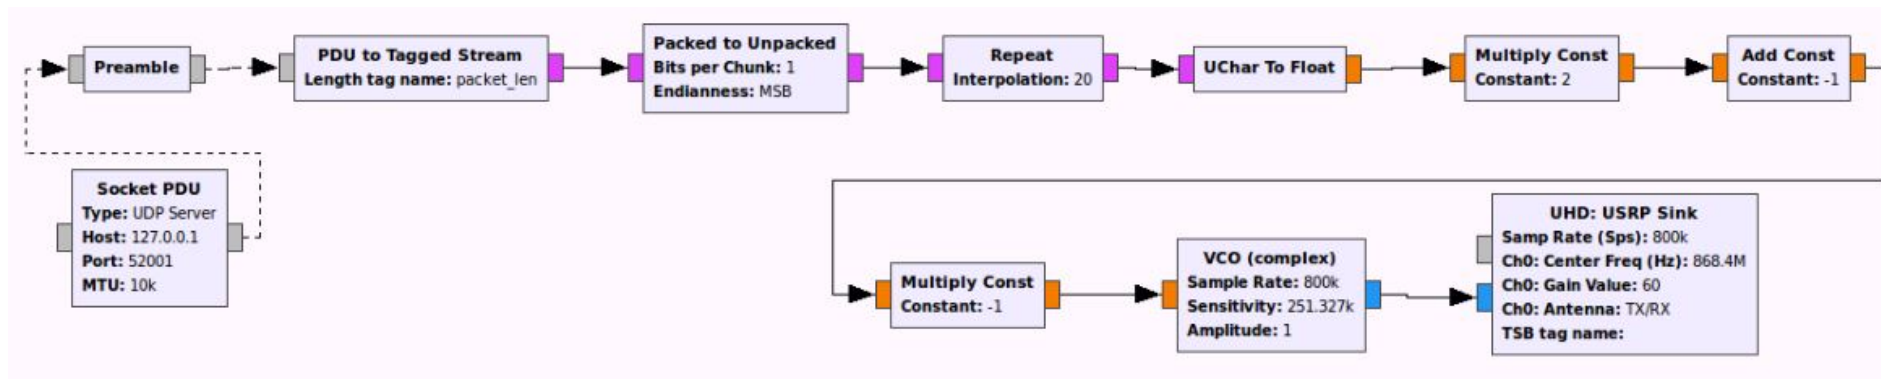 Preamble
PDU to Tagged Stream
Length tag name: packet_len
Packed to Unpacked
Bits per Chunk: 1
Endianness: MSB
Repeat
Interpolation: 20
UChar To Float
Multiply Const
Constant: 2
Add Const
Constant: -1
Socket PDU
Type: UDP Server
Host: 127.0.0.1
Port: 52001
MTU: 10k
Multiply Const
Constant: -1
VCO (complex)
Sample Rate: 800k
Sensitivity: 251.327k
Amplitude: 1
UHD: USRP Sink
Samp Rate (Sps): 800k
Ch0: Center Freq (Hz): 868.4M
Ch0: Gain Value: 60
Ch0: Antenna: TX/RX
TSB tag name: